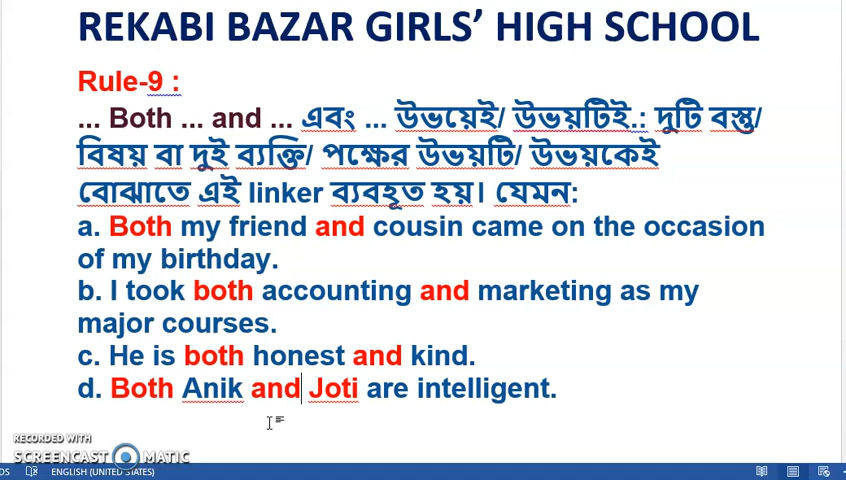 REKABI BAZAR GIRLS’ HIGH SCHOOL
Rule-9 :
... Both ... and ... এবং ... উভয়েই/ উভয়টিই.: দুটি বস্তু/
বিষয় বা দুই ব্যক্তি/ পক্ষের উভয়টি/ উভয়কেই
বোঝাতে এই linker ব্যবহৃত হয়। যেমন:
a. Both my friend and cousin came on the occasion
of my birthday.
b. I took both accounting and marketing as my
major courses.
c. He is both honest and kind.
d. Both Anik and Joti are intelligent.
RECORDED WITH
SCREENCAST MATIC
DS ENGLISH (UNITED STATES)